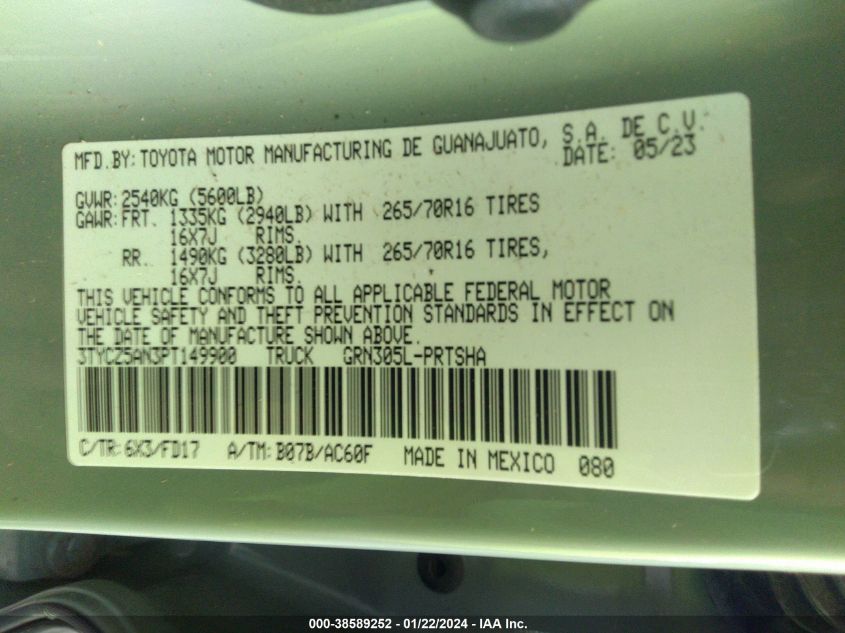 MFD.BY: TOYOTA MOTOR MANUFACTURING DE GUANAJUATO, S.A. DE C.V.
DATE: 05/23
GVWR: 2540KG (5600LB)
GAWR: FRT. 1335KG (2940LB) WITH 265/70R16 TIRES
16X7J RIMS.
RR. 1490KG (3280LB) WITH 265/70R16 TIRES,
16X7J RIMS.
THIS VEHICLE CONFORMS TO ALL APPLICABLE FEDERAL MOTOR
VEHICLE SAFETY AND THEFT PREVENTION STANDARDS IN EFFECT ON
THE DATE OF MANUFACTURE SHOWN ABOVE.
3TYCZ5AN3PT149900 TRUCK GRN305L-PRTSHA
C/TR: 6X3/FD17 A/TM: B07B/AC60F MADE IN MEXICO 080
000-38589252 - 01/22/2024 - IAA Inc.